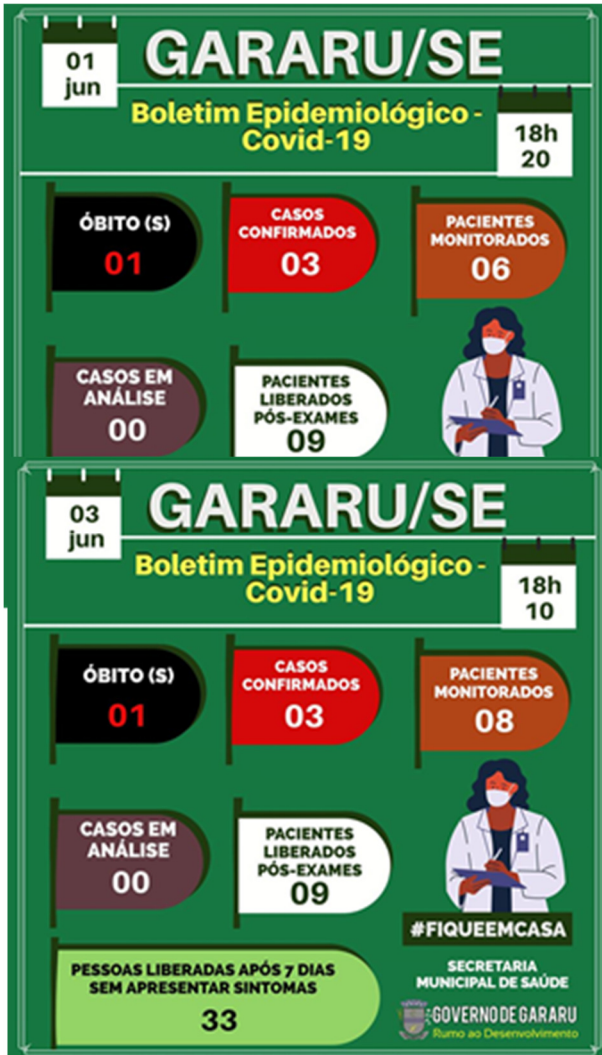 01
jun
GARARU/SE
Boletim Epidemiológico -
Covid-19
18h
20
ÓBITO (S)
01
CASOS
CONFIRMADOS
03
PACIENTES
MONITORADOS
06
CASOS EM
ANÁLISE
00
PACIENTES
LIBERADOS
PÓS-EXAMES
09
03
jun
GARARU/SE
Boletim Epidemiológico -
Covid-19
18h
10
ÓBITO (S)
01
CASOS
CONFIRMADOS
03
PACIENTES
MONITORADOS
08
CASOS EM
ANÁLISE
00
PACIENTES
LIBERADOS
PÓS-EXAMES
09
#FIQUEEMCASA
PESSOAS LIBERADAS APÓS 7 DIAS
SEM APRESENTAR SINTOMAS
33
SECRETARIA
MUNICIPAL DE SAÚDE
GOVERNO DE GARARU
Rumo ao Desenvolvimento